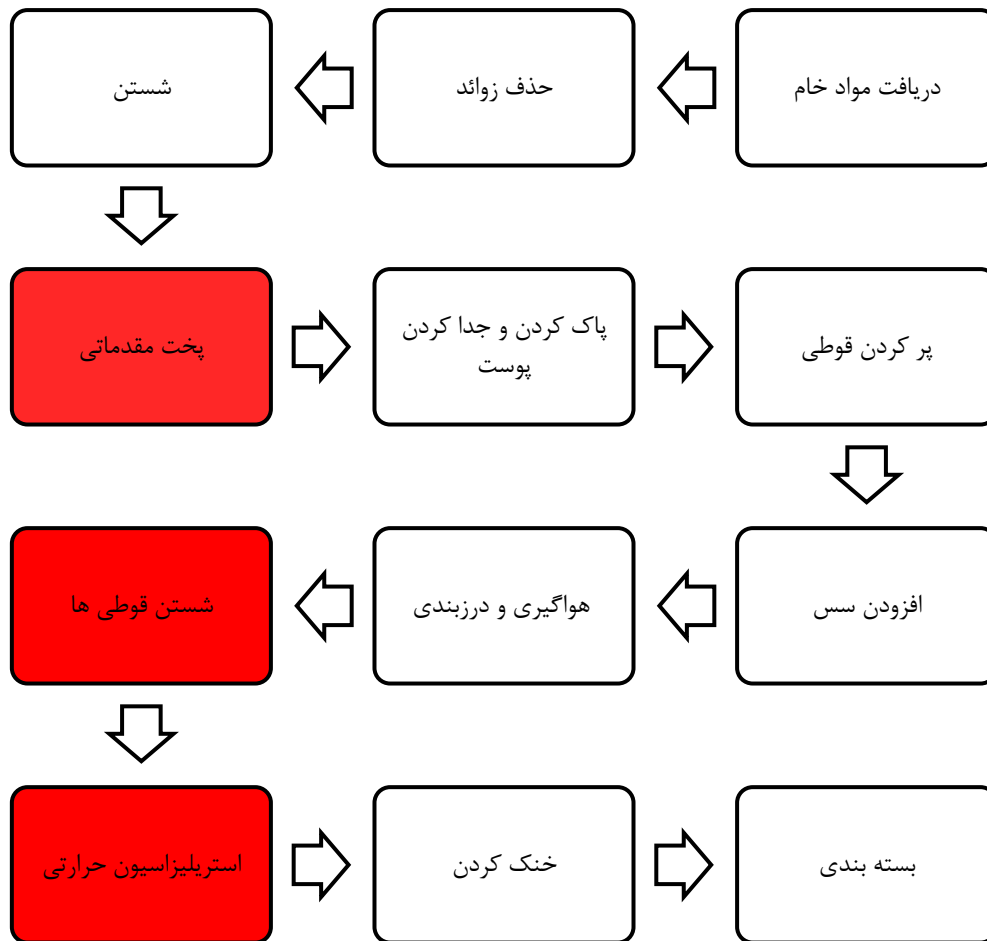 دریافت مواد خام
حذف زوائد
شستن
پخت مقدماتی
پاک کردن و جدا کردن
پوست
پر کردن قوطی
افزودن سس
هواگیری و درزبندی
شستن قوطی ها
استریلیزاسیون حرارتی
خنک کردن
بسته بندی